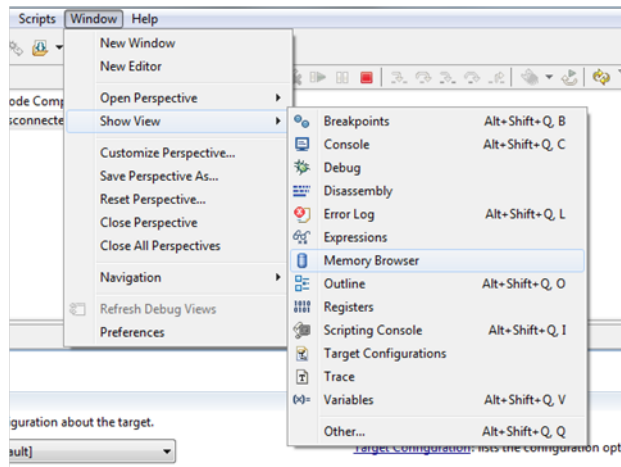 Scripts Window Help
New Window
New Editor
Open Perspective
Show View
Customize Perspective...
Save Perspective As...
Reset Perspective...
Close Perspective
Close All Perspectives
Navigation
Refresh Debug Views
Preferences
Breakpoints Alt+Shift+Q, B
Console Alt+Shift+Q, C
Debug
Disassembly
Error Log Alt+Shift+Q, L
Expressions
Memory Browser
Outline Alt+Shift+Q, O
Registers
Scripting Console Alt+Shift+Q, I
Target Configurations
Trace
Variables Alt+Shift+Q, V
Other... Alt+Shift+Q, Q
ode Comp
sconnecte
guration about the target.
ault]
Target Configuration: lists the configuration opt